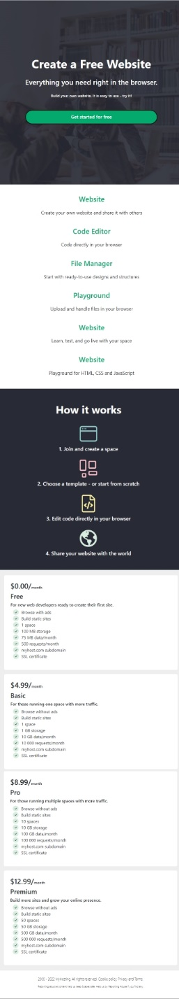 Create a Free Website
Everything you need right in the browser.
Build your own website. It is easy to use - try it!
Get started for free
Website
Create your own website and share it with others
Code Editor
Code directly in your browser
File Manager
Start with ready-to-use designs and structures
Playground
Upload and handle files in your browser
Website
Learn, test, and go live with your space
Website
Playground for HTML, CSS and JavaScript
How it works
1. Join and create a space
2. Choose a template - or start from scratch
3. Edit code directly in your browser
4. Share your website with the world
$0.00/month
Free
For new web developers ready to create their first site.
Browse with ads
Build static sites
1 space
100 MB storage
75 MB data/month
500 requests/month
myhost.com subdomain
SSL certificate
$4.99/month
Basic
For those running one space with more traffic.
Browse without ads
Build static sites
1 space
1 GB storage
10 GB data/month
10 000 requests/month
myhost.com subdomain
SSL certificate
$8.99/month
Pro
For those running multiple spaces with more traffic.
Browse without ads
Build static sites
10 spaces
10 GB storage
100 GB data/month
100 000 requests/month
myhost.com subdomain
SSL certificate
$12.99/month
Premium
Build more sites and grow your online presence.
Browse without ads
Build static sites
50 spaces
50 GB storage
500 GB data/month
500 000 requests/month
myhost.com subdomain
SSL certificate
2000 - 2022 MyHosting. All rights reserved. Cookie policy, Privacy and Terms.